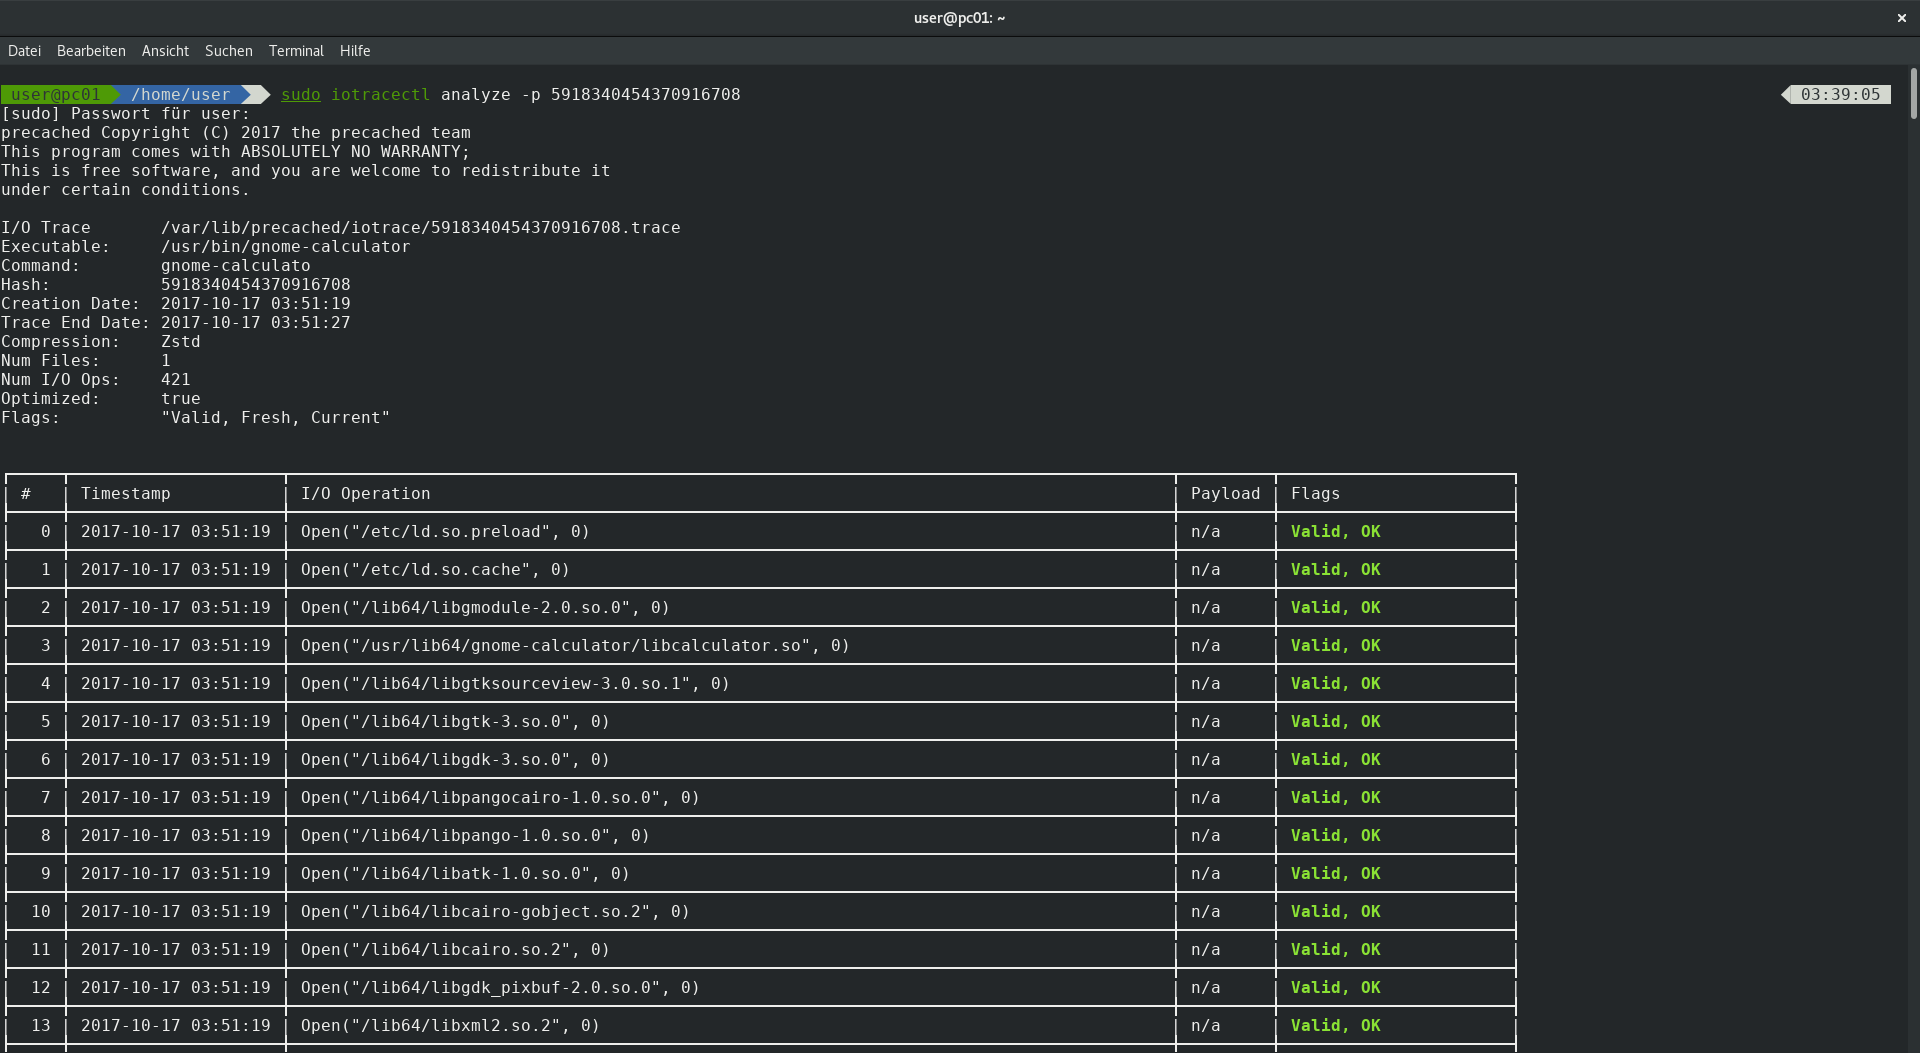 user@pc01: ~ ×
Datei Bearbeiten Ansicht Suchen Terminal Hilfe
user@pc01 /home/user sudo iotracectl analyze -p 5918340454370916708 03:39:05
[sudo] Passwort für user:
precached Copyright (C) 2017 the precached team
This program comes with ABSOLUTELY NO WARRANTY;
This is free software, and you are welcome to redistribute it
under certain conditions.
I/O Trace /var/lib/precached/iotrace/5918340454370916708.trace
Executable: /usr/bin/gnome-calculator
Command: gnome-calculato
Hash: 5918340454370916708
Creation Date: 2017-10-17 03:51:19
Trace End Date: 2017-10-17 03:51:27
Compression: Zstd
Num Files: 1
Num I/O Ops: 421
Optimized: true
Flags: "Valid, Fresh, Current"
| # | Timestamp | I/O Operation | Payload | Flags |
| 0 | 2017-10-17 03:51:19 | Open("/etc/ld.so.preload", 0) | n/a | Valid, OK |
| 1 | 2017-10-17 03:51:19 | Open("/etc/ld.so.cache", 0) | n/a | Valid, OK |
| 2 | 2017-10-17 03:51:19 | Open("/lib64/libgmodule-2.0.so.0", 0) | n/a | Valid, OK |
| 3 | 2017-10-17 03:51:19 | Open("/usr/lib64/gnome-calculator/libcalculator.so", 0) | n/a | Valid, OK |
| 4 | 2017-10-17 03:51:19 | Open("/lib64/libgtksourceview-3.0.so.1", 0) | n/a | Valid, OK |
| 5 | 2017-10-17 03:51:19 | Open("/lib64/libgtk-3.so.0", 0) | n/a | Valid, OK |
| 6 | 2017-10-17 03:51:19 | Open("/lib64/libgdk-3.so.0", 0) | n/a | Valid, OK |
| 7 | 2017-10-17 03:51:19 | Open("/lib64/libpangocairo-1.0.so.0", 0) | n/a | Valid, OK |
| 8 | 2017-10-17 03:51:19 | Open("/lib64/libpango-1.0.so.0", 0) | n/a | Valid, OK |
| 9 | 2017-10-17 03:51:19 | Open("/lib64/libatk-1.0.so.0", 0) | n/a | Valid, OK |
| 10 | 2017-10-17 03:51:19 | Open("/lib64/libcairo-gobject.so.2", 0) | n/a | Valid, OK |
| 11 | 2017-10-17 03:51:19 | Open("/lib64/libcairo.so.2", 0) | n/a | Valid, OK |
| 12 | 2017-10-17 03:51:19 | Open("/lib64/libgdk_pixbuf-2.0.so.0", 0) | n/a | Valid, OK |
| 13 | 2017-10-17 03:51:19 | Open("/lib64/libxml2.so.2", 0) | n/a | Valid, OK |